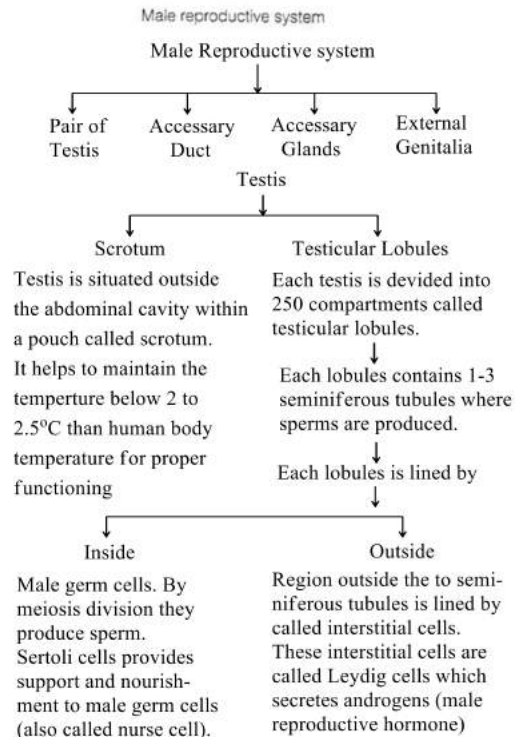 Male reproductive system
Male Reproductive system
Pair of
Testis
Accessary
Duct
Accessary
Glands
External
Genitalia
Testis
Scrotum
Testis is situated outside
the abdominal cavity within
a pouch called scrotum.
It helps to maintain the
temperture below 2 to
2.5°C than human body
temperature for proper
functioning
Testicular Lobules
Each testis is devided into
250 compartments called
testicular lobules.
Each lobules contains 1-3
seminiferous tubules where
sperms are produced.
Each lobules is lined by
Inside
Male germ cells. By
meiosis division they
produce sperm.
Sertoli cells provides
support and nourish-
ment to male germ cells
(also called nurse cell).
Outside
Region outside the to semi-
niferous tubules is lined by
called interstitial cells.
These interstitial cells are
called Leydig cells which
secretes androgens (male
reproductive hormone)